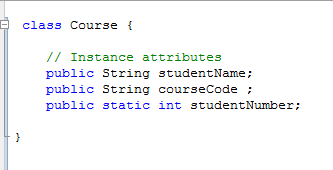 class Course {
// Instance attributes
public String studentName;
public String courseCode ;
public static int studentNumber;
}